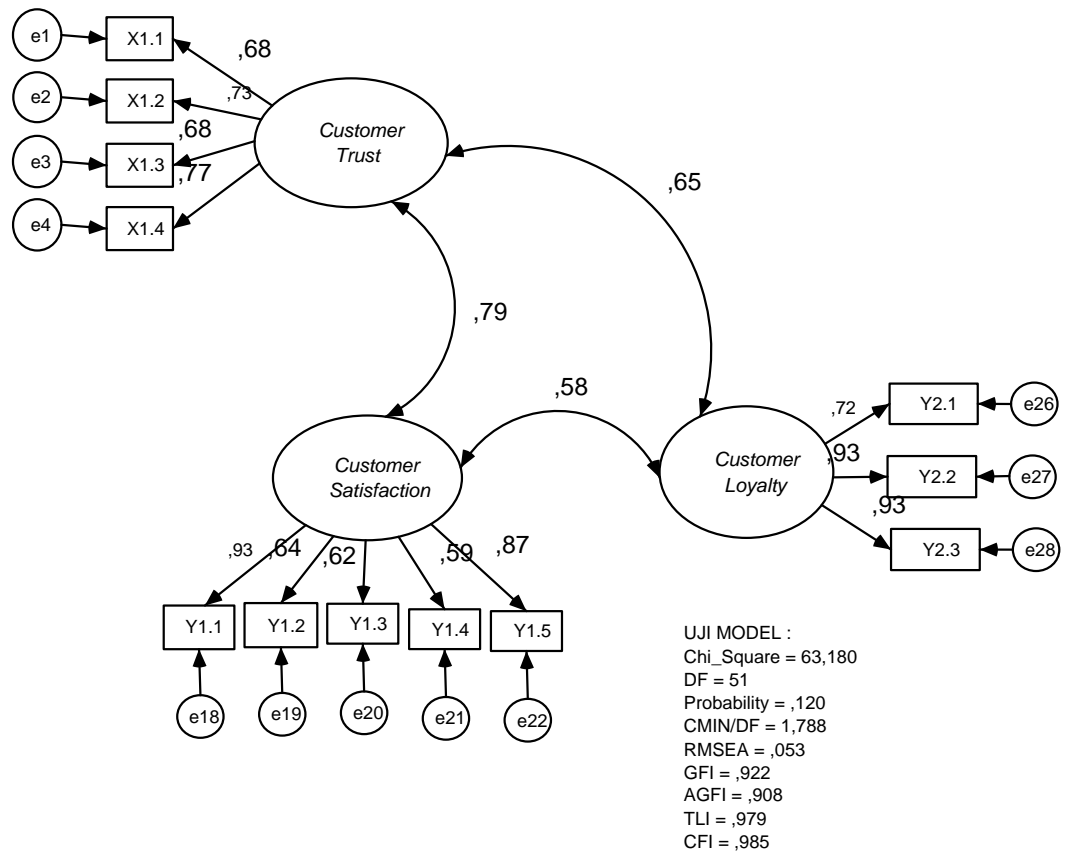 e1
X1.1
,68
e2
X1.2
,73
,68
e3
X1.3
,77
e4
X1.4
Customer
Trust
,65
,79
,58
Customer
Satisfaction
Customer
Loyalty
,72
Y2.1
e26
,93
Y2.2
e27
,93
Y2.3
e28
,93
,64
,62
,59
,87
Y1.1
Y1.2
Y1.3
Y1.4
Y1.5
e18
e19
e20
e21
e22
UJI MODEL :
Chi_Square = 63,180
DF = 51
Probability = ,120
CMIN/DF = 1,788
RMSEA = ,053
GFI = ,922
AGFI = ,908
TLI = ,979
CFI = ,985